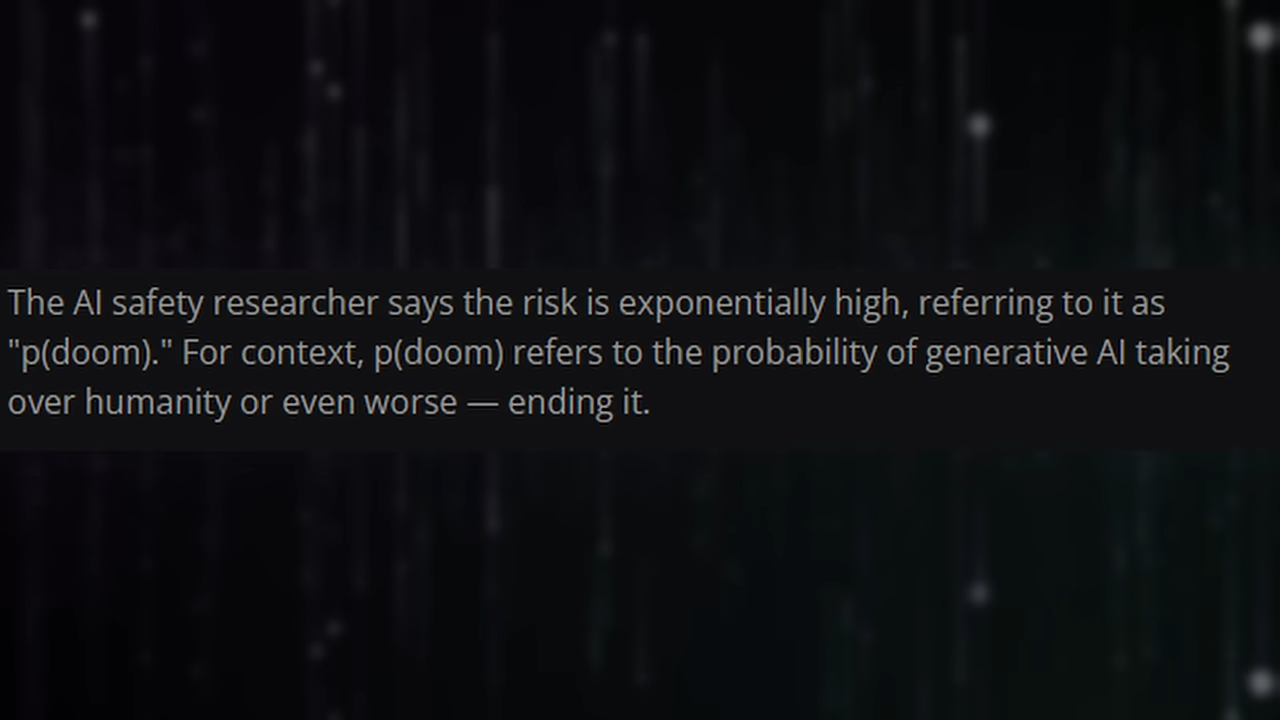 The AI safety researcher says the risk is exponentially high, referring to it as
"p(doom)." For context, p(doom) refers to the probability of generative AI taking
over humanity or even worse — ending it.